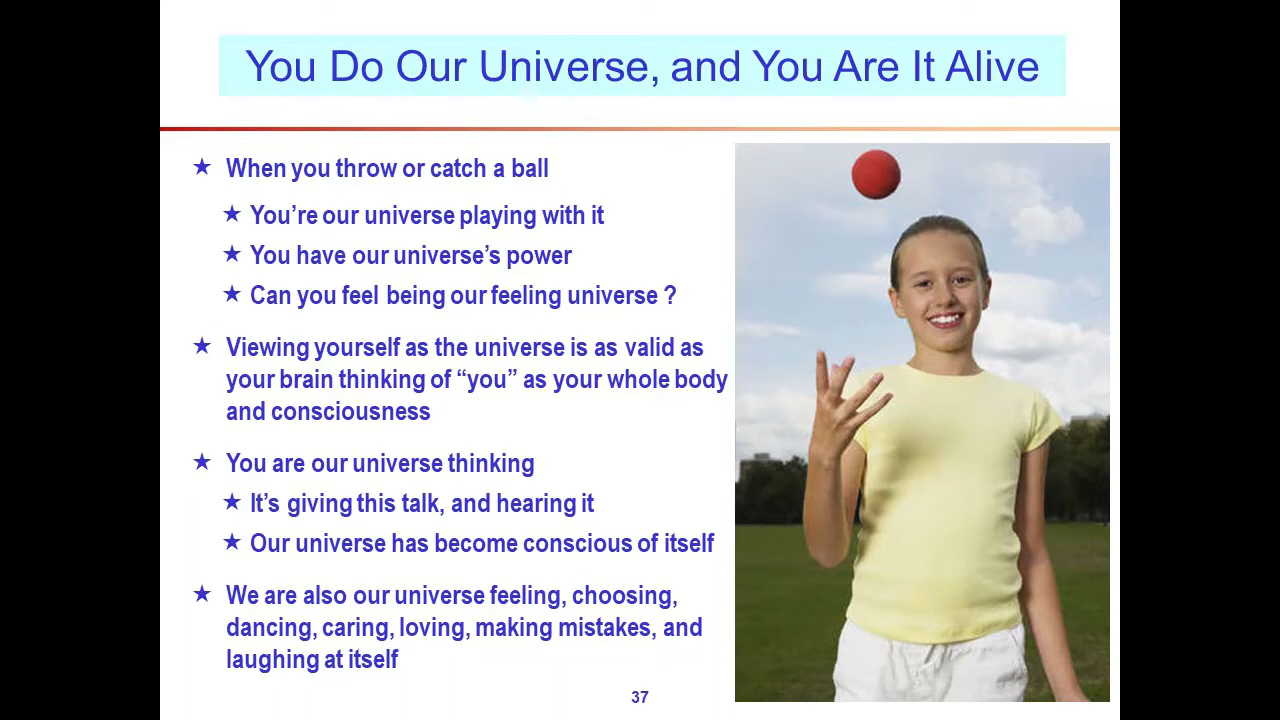 You Do Our Universe, and You Are It Alive
★ When you throw or catch a ball
★ You’re our universe playing with it
★ You have our universe’s power
★ Can you feel being our feeling universe ?
★ Viewing yourself as the universe is as valid as
your brain thinking of “you” as your whole body
and consciousness
★ You are our universe thinking
★ It’s giving this talk, and hearing it
★ Our universe has become conscious of itself
★ We are also our universe feeling, choosing,
dancing, caring, loving, making mistakes, and
laughing at itself
37